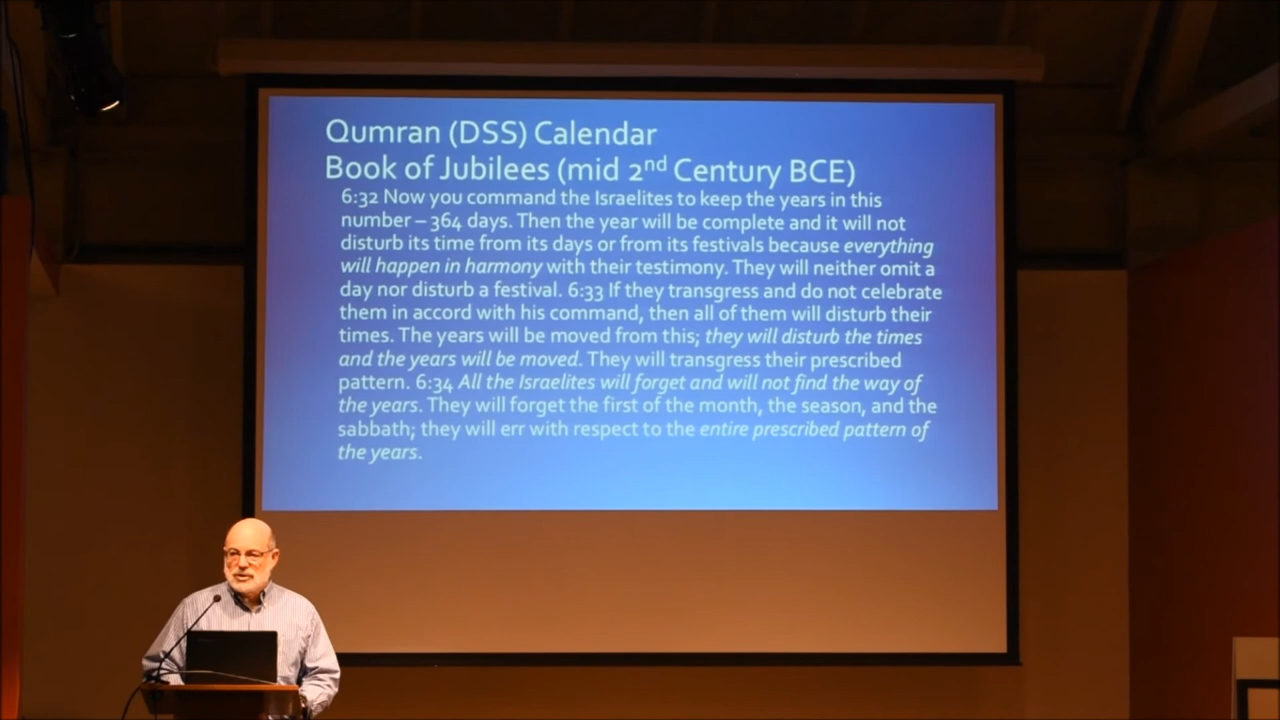 Qumran (DSS) Calendar
Book of Jubilees (mid 2nd Century BCE)
6:32 Now you command the Israelites to keep the years in this
number – 364 days. Then the year will be complete and it will not
disturb its time from its days or from its festivals because everything
will happen in harmony with their testimony. They will neither omit a
day nor disturb a festival. 6:33 If they transgress and do not celebrate
them in accord with his command, then all of them will disturb their
times. The years will be moved from this; they will disturb the times
and the years will be moved. They will transgress their prescribed
pattern. 6:34 All the Israelites will forget and will not find the way of
the years. They will forget the first of the month, the season, and the
sabbath; they will err with respect to the entire prescribed pattern of
the years.